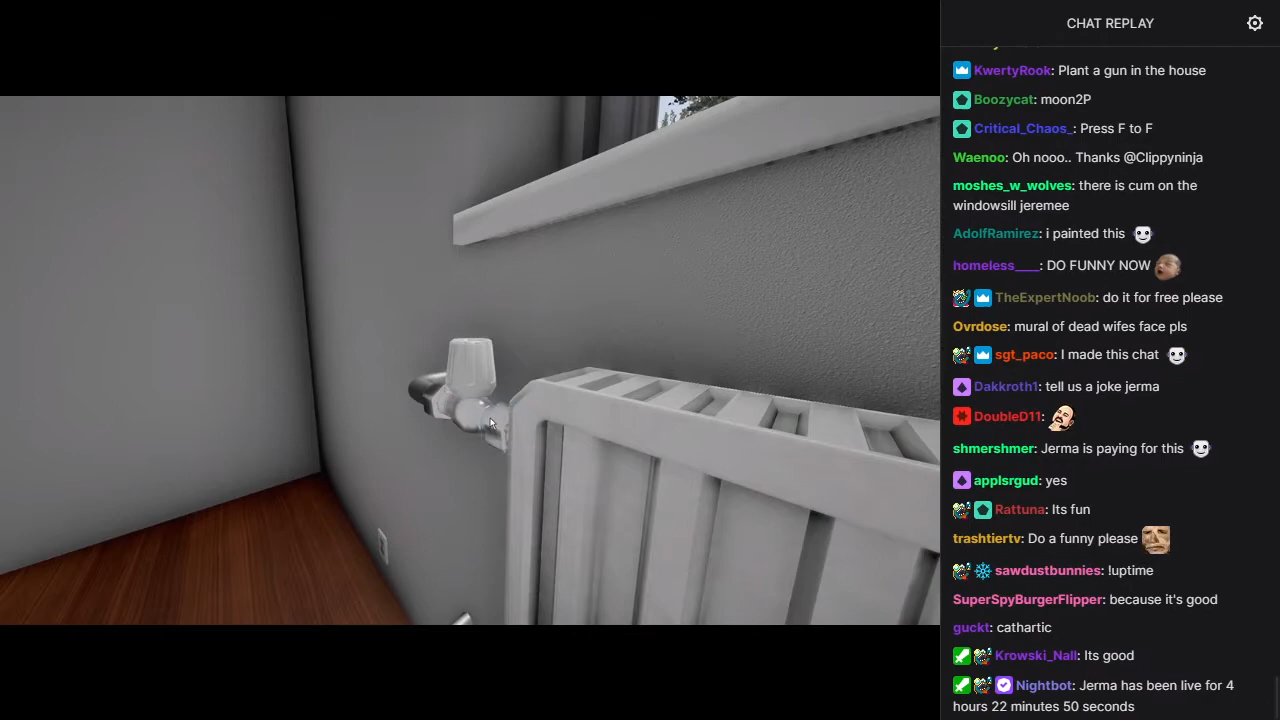 CHAT REPLAY
KwertyRook: Plant a gun in the house
Boozycat: moon2P
Critical_Chaos_: Press F to F
Waenoo: Oh nooo.. Thanks @Clippyninja
moshes_w_wolves: there is cum on the
windowsill jeremee
AdolfRamirez: i painted this
homeless____: DO FUNNY NOW
TheExpertNoob: do it for free please
Ovrdose: mural of dead wifes face pls
sgt_paco: I made this chat
Dakkroth1: tell us a joke jerma
DoubleD11:
shmershmer: Jerma is paying for this
applsrgud: yes
Rattuna: Its fun
trashtiertv: Do a funny please
sawdustbunnies: !uptime
SuperSpyBurgerFlipper: because it's good
guckt: cathartic
Krowski_Nall: Its good
Nightbot: Jerma has been live for 4
hours 22 minutes 50 seconds